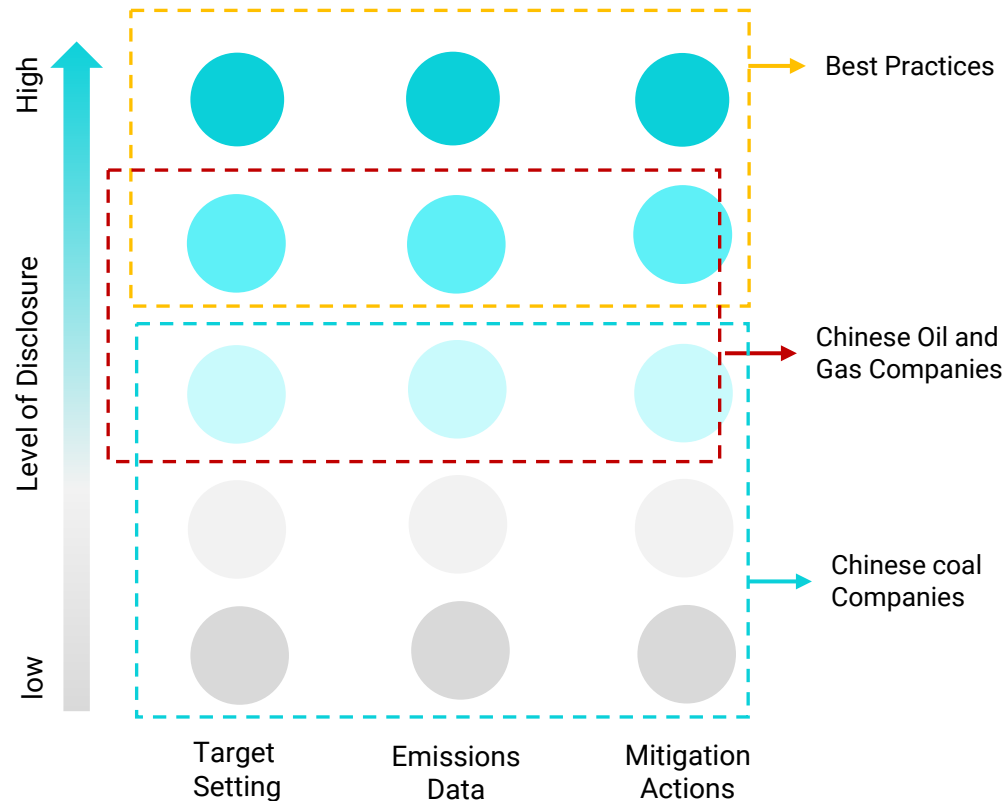 High
Level of Disclosure
low
Best Practices
Chinese Oil and
Gas Companies
Chinese coal
Companies
Target
Setting
Emissions
Data
Mitigation
Actions